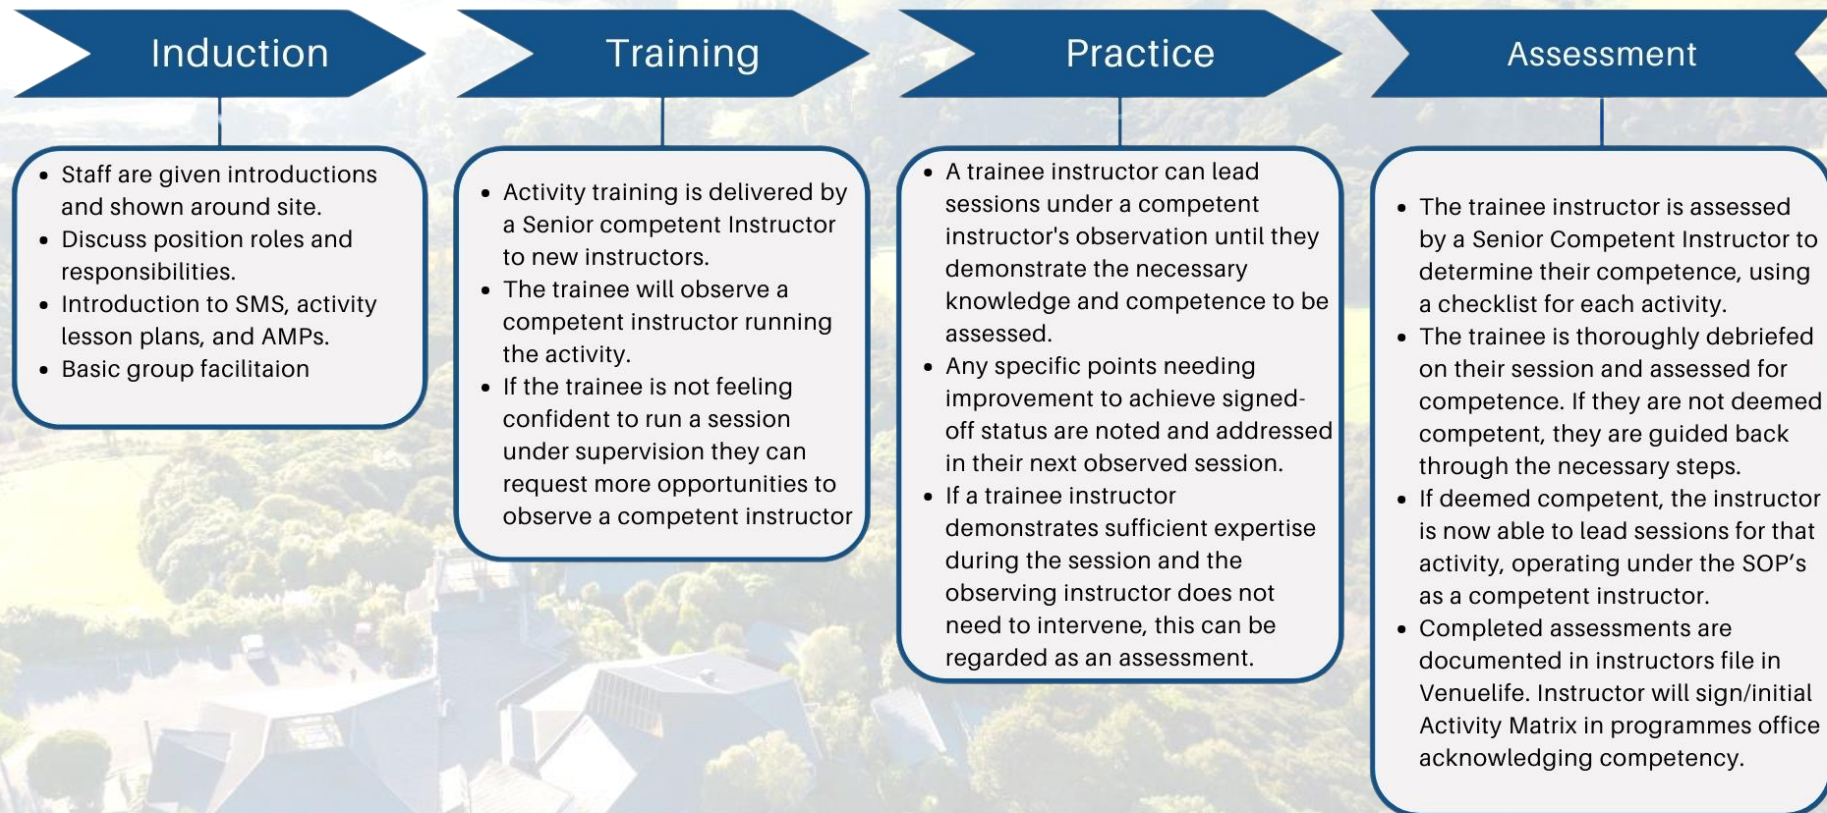 Induction
• Staff are given introductions
and shown around site.
• Discuss position roles and
responsibilities.
• Introduction to SMS, activity
lesson plans, and AMPs.
• Basic group facilitaion
Training
• Activity training is delivered by
a Senior competent Instructor
to new instructors.
• The trainee will observe a
competent instructor running
the activity.
• If the trainee is not feeling
confident to run a session
under supervision they can
request more opportunities to
observe a competent instructor
Practice
• A trainee instructor can lead
sessions under a competent
instructor's observation until they
demonstrate the necessary
knowledge and competence to be
assessed.
• Any specific points needing
improvement to achieve signed-
off status are noted and addressed
in their next observed session.
• If a trainee instructor
demonstrates sufficient expertise
during the session and the
observing instructor does not
need to intervene, this can be
regarded as an assessment.
Assessment
• The trainee instructor is assessed
by a Senior Competent Instructor to
determine their competence, using
a checklist for each activity.
• The trainee is thoroughly debriefed
on their session and assessed for
competence. If they are not deemed
competent, they are guided back
through the necessary steps.
• If deemed competent, the instructor
is now able to lead sessions for that
activity, operating under the SOP’s
as a competent instructor.
• Completed assessments are
documented in instructors file in
Venuelife. Instructor will sign/initial
Activity Matrix in programmes office
acknowledging competency.